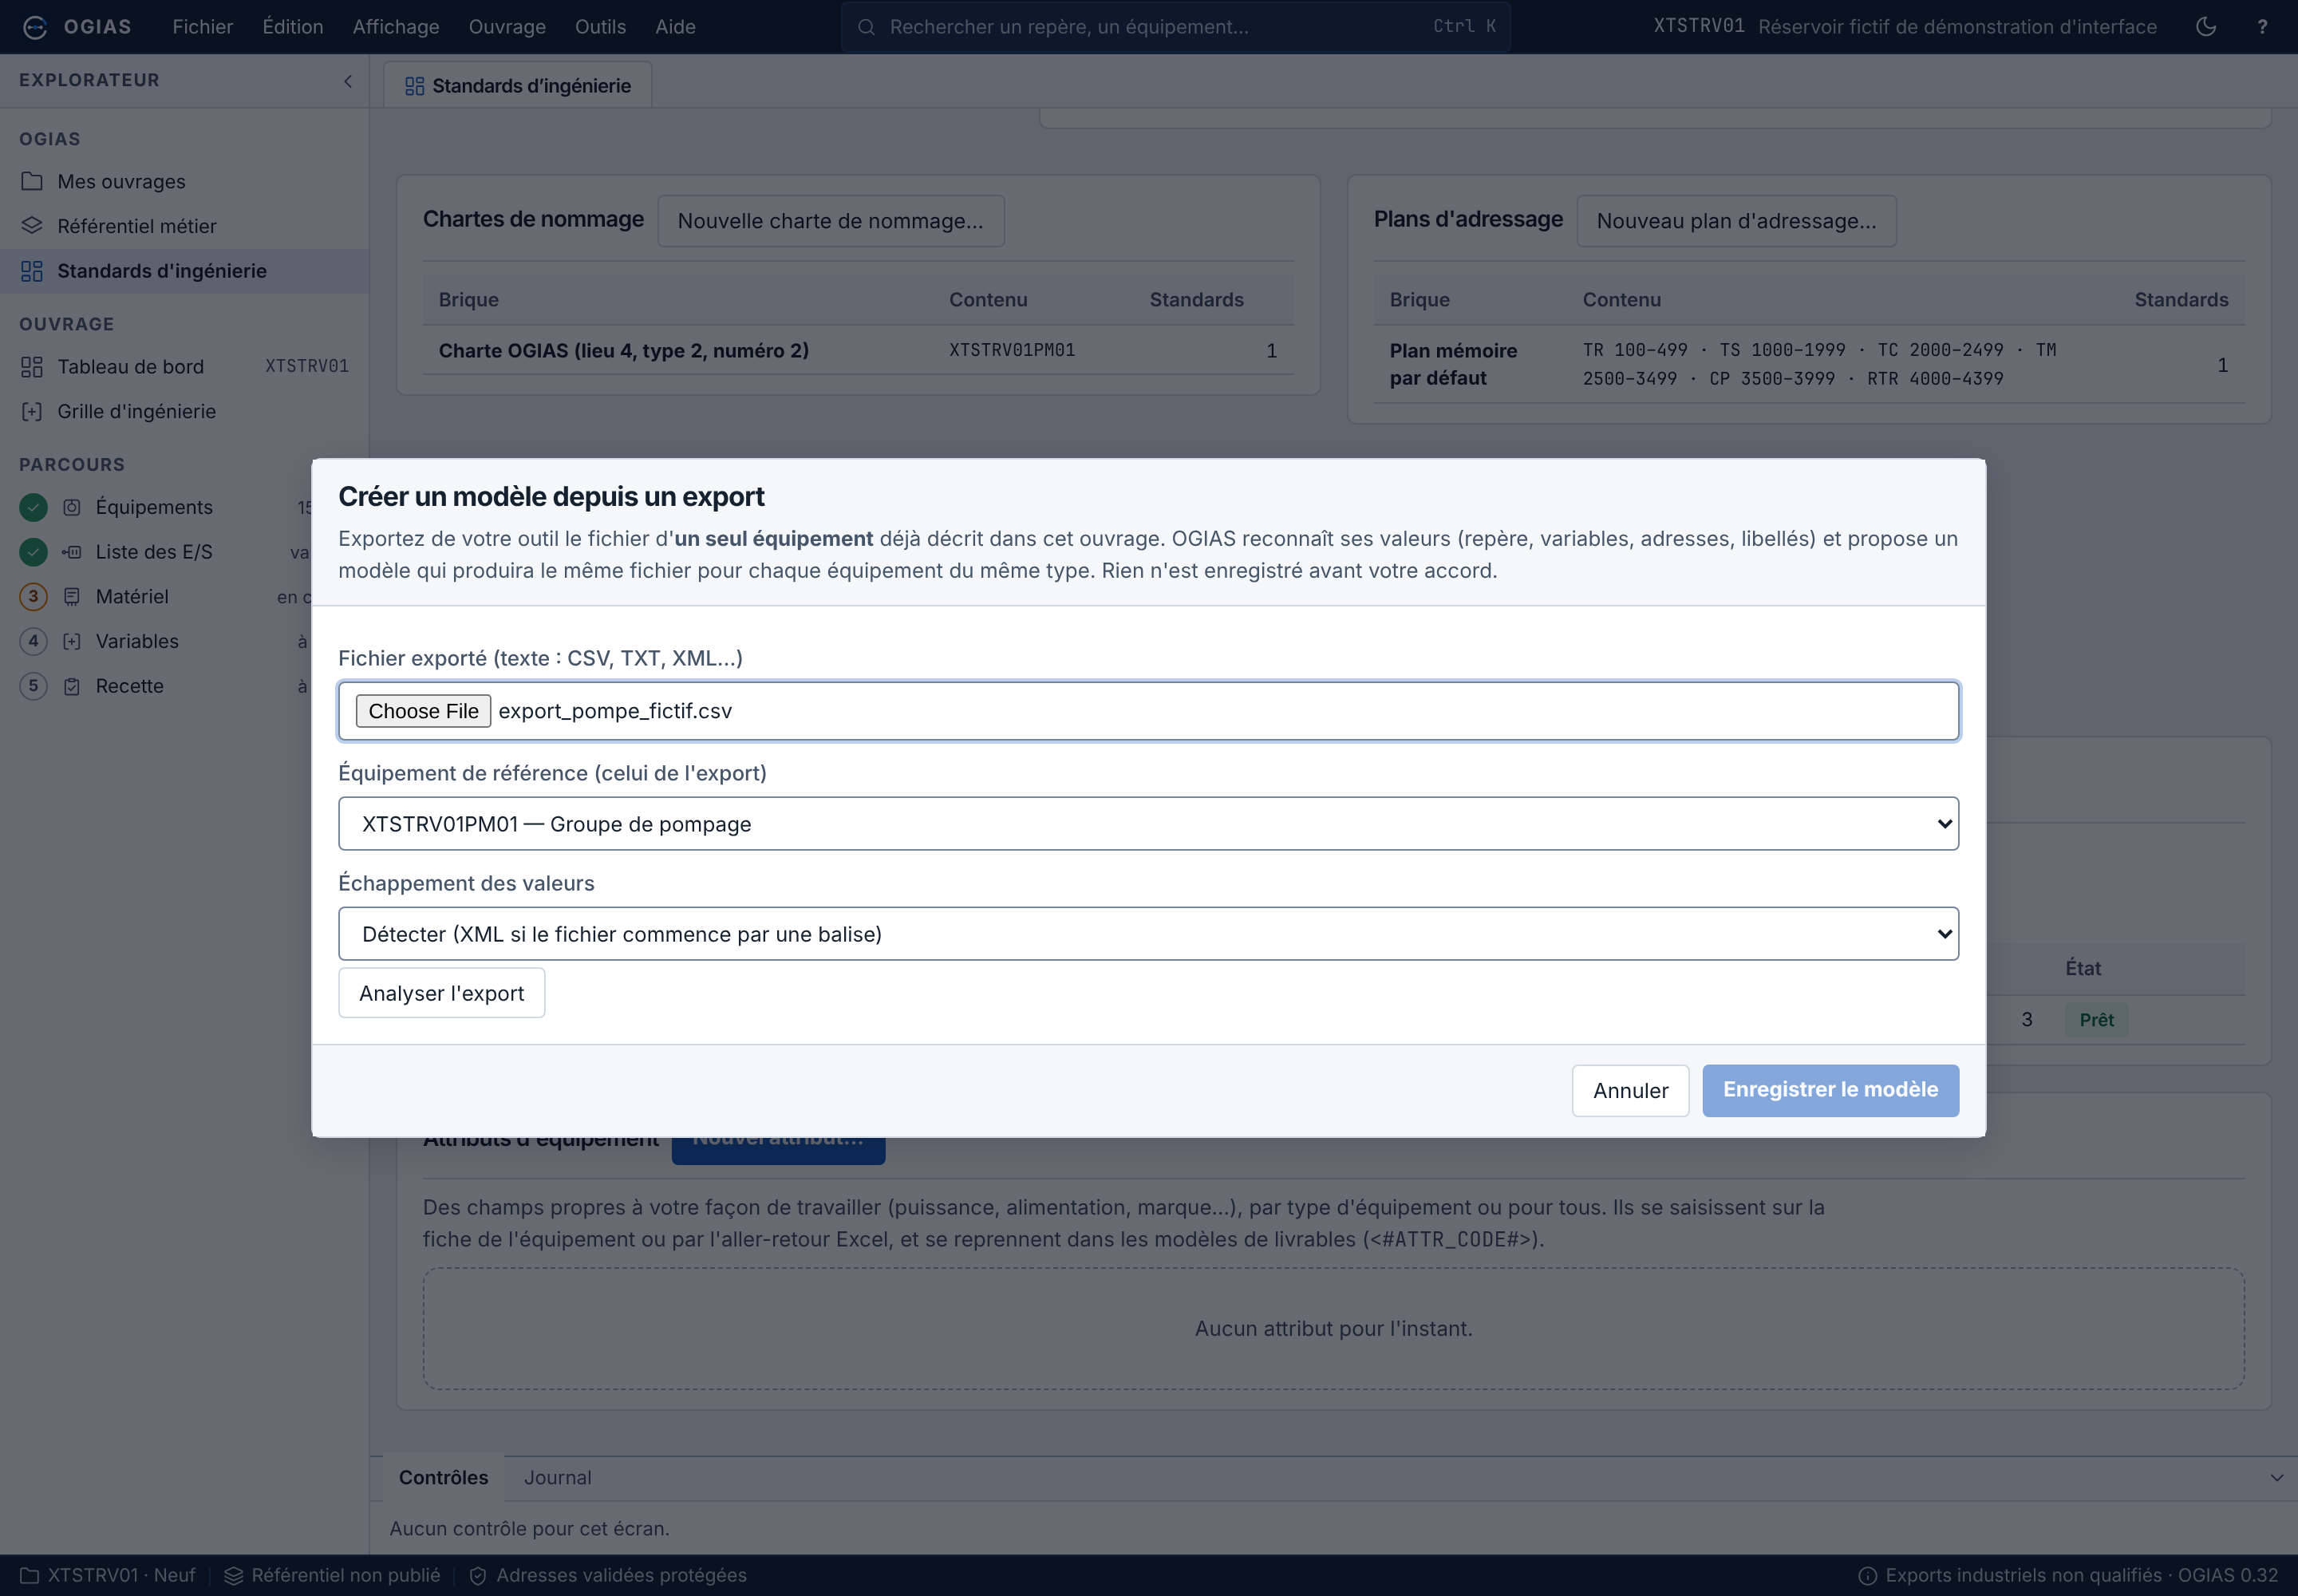 OGIAS
Fichier
Édition
Affichage
Ouvrage
Outils
Aide
Rechercher un repère, un équipement...
Ctrl K
XTSTRV01 Réservoir fictif de démonstration d'interface
?
EXPLORATEUR
Standards d'ingénierie
OGIAS
Mes ouvrages
Référentiel métier
Standards d'ingénierie
OUVRAGE
Tableau de bord XTSTRV01
Grille d'ingénierie
PARCOURS
Équipements 15
Liste des E/S va
3 Matériel en c
4 Variables à
5 Recette à
Chartes de nommage
Nouvelle charte de nommage...
Brique Contenu Standards
Charte OGIAS (lieu 4, type 2, numéro 2) XTSTRV01PM01 1
Plans d'adressage
Nouveau plan d'adressage...
Brique Contenu Standards
Plan mémoire par défaut
TR 100–499 · TS 1000–1999 · TC 2000–2499 · TM
2500–3499 · CP 3500–3999 · RTR 4000–4399
1
Créer un modèle depuis un export
Exportez de votre outil le fichier d'un seul équipement déjà décrit dans cet ouvrage. OGIAS reconnaît ses valeurs (repère, variables, adresses, libellés) et propose un
modèle qui produira le même fichier pour chaque équipement du même type. Rien n'est enregistré avant votre accord.
Fichier exporté (texte : CSV, TXT, XML...)
Choose File export_pompe_fictif.csv
Équipement de référence (celui de l'export)
XTSTRV01PM01 — Groupe de pompage
Échappement des valeurs
Détecter (XML si le fichier commence par une balise)
Analyser l'export
Annuler
Enregistrer le modèle
État
3 Prêt
Attributs d'équipement
Nouvel attribut...
Des champs propres à votre façon de travailler (puissance, alimentation, marque...), par type d'équipement ou pour tous. Ils se saisissent sur la
fiche de l'équipement ou par l'aller-retour Excel, et se reprennent dans les modèles de livrables (<#ATTR_CODE#>).
Aucun attribut pour l'instant.
Contrôles
Journal
Aucun contrôle pour cet écran.
XTSTRV01 · Neuf
Référentiel non publié
Adresses validées protégées
Exports industriels non qualifiés · OGIAS 0.32